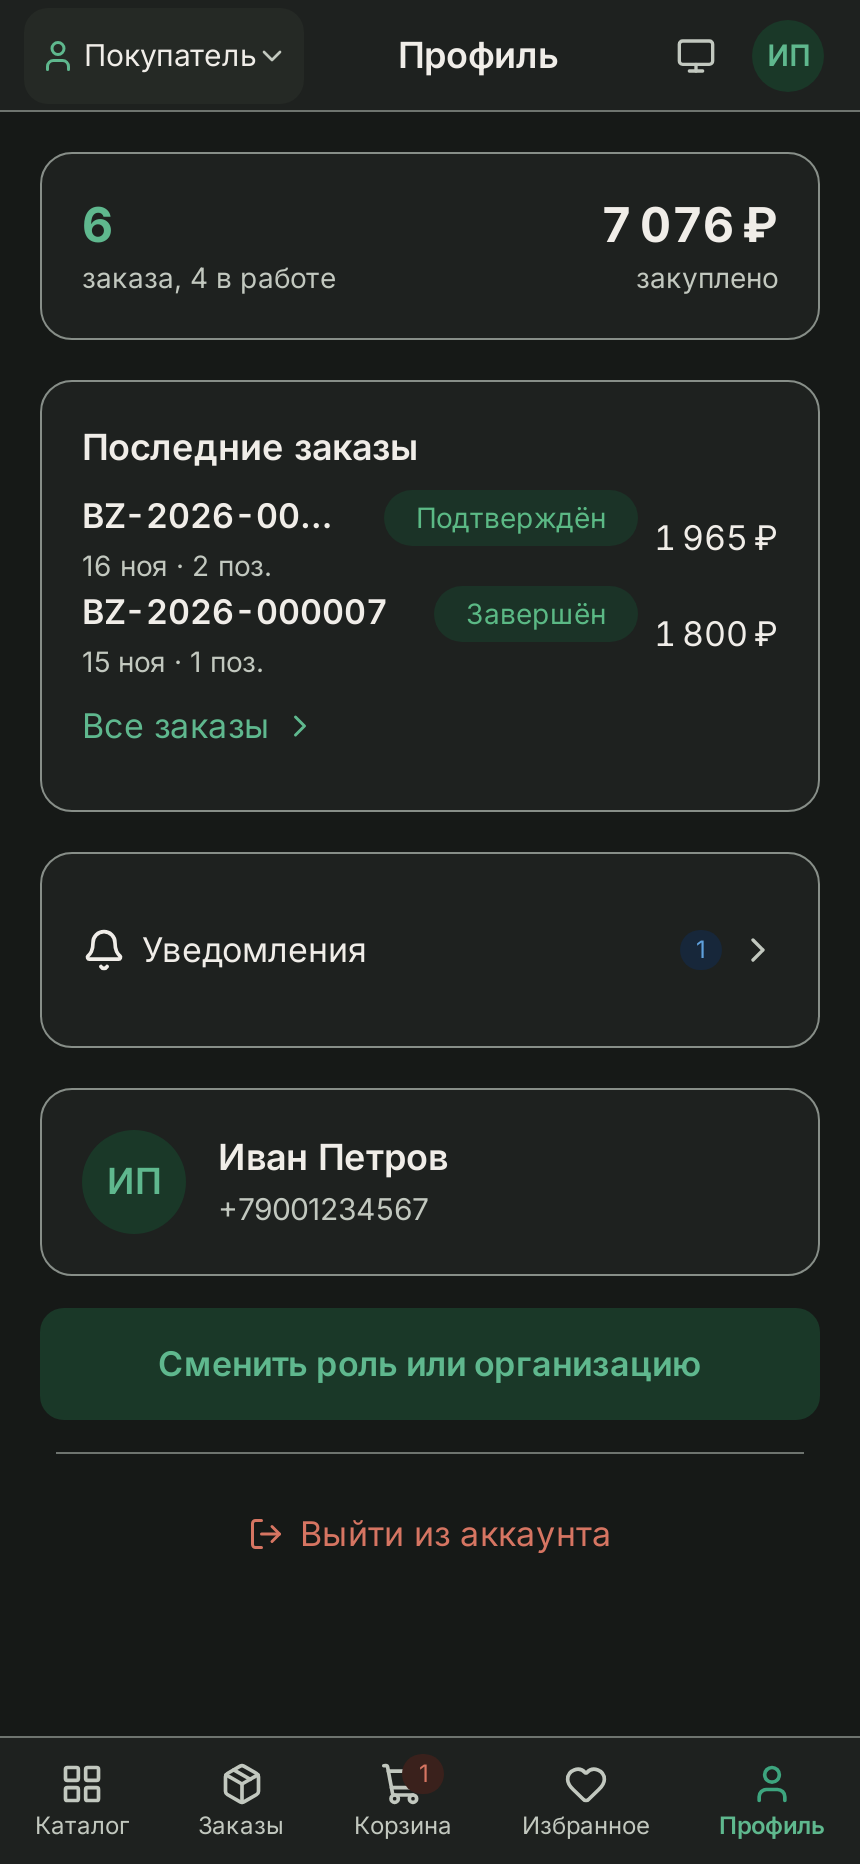 Покупатель
Профиль
ИП
6
7 076 ₽
заказа, 4 в работе
закуплено
Последние заказы
BZ-2026-00...
Подтверждён
1 965 ₽
16 ноя · 2 поз.
BZ-2026-000007
Завершён
1 800 ₽
15 ноя · 1 поз.
Все заказы
Уведомления
1
ИП
Иван Петров
+79001234567
Сменить роль или организацию
Выйти из аккаунта
1
Каталог
Заказы
Корзина
Избранное
Профиль